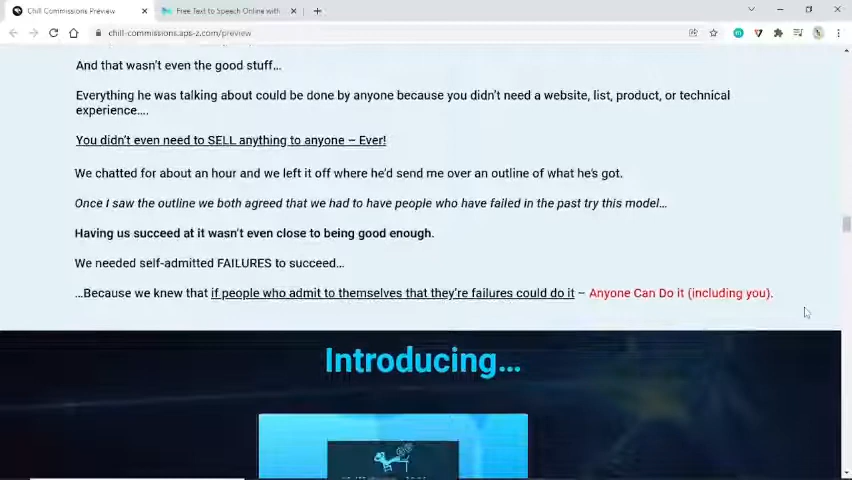 Chill Commissions Preview
Free Text to Speech Online with
chill-commissions.aps-z.com/preview
And that wasn't even the good stuff...
Everything he was talking about could be done by anyone because you didn't need a website, list, product, or technical
experience....
You didn't even need to SELL anything to anyone – Ever!
We chatted for about an hour and we left it off where he'd send me over an outline of what he's got.
Once I saw the outline we both agreed that we had to have people who have failed in the past try this model...
Having us succeed at it wasn't even close to being good enough.
We needed self-admitted FAILURES to succeed...
...Because we knew that if people who admit to themselves that they're failures could do it – Anyone Can Do it (including you).
Introducing...